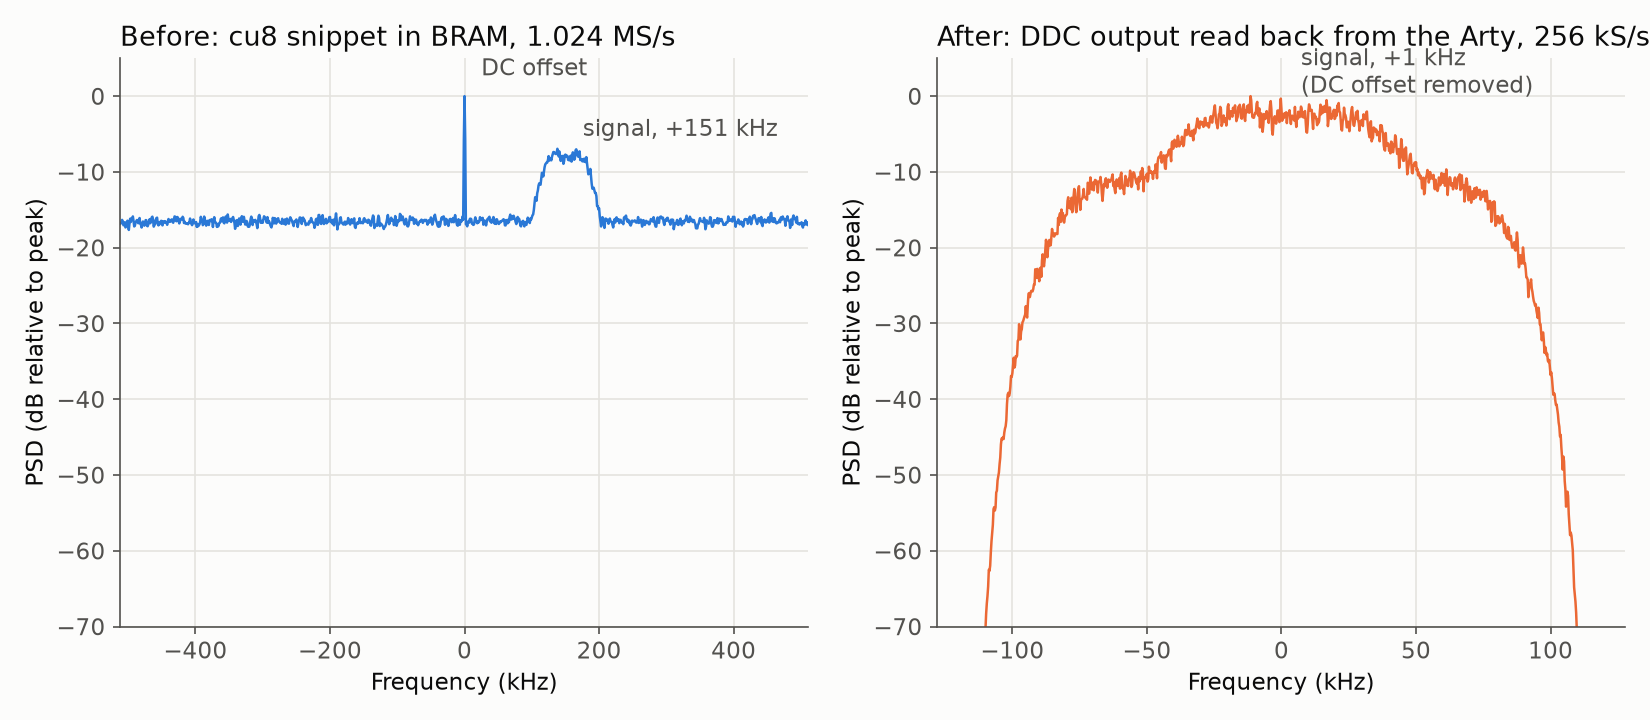 Before: cu8 snippet in BRAM, 1.024 MS/s
DC offset
signal, +151 kHz
PSD (dB relative to peak)
0
−10
−20
−30
−40
−50
−60
−70
−400
−200
0
200
400
Frequency (kHz)
After: DDC output read back from the Arty, 256 kS/s
signal, +1 kHz
(DC offset removed)
PSD (dB relative to peak)
0
−10
−20
−30
−40
−50
−60
−70
−100
−50
0
50
100
Frequency (kHz)